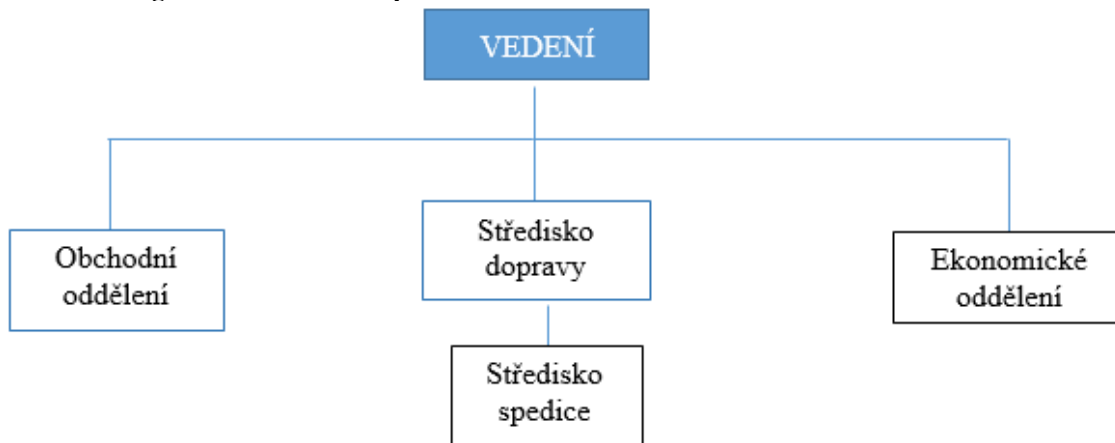 VEDENÍ
Obchodní
oddělení
Středisko
dopravy
Ekonomické
oddělení
Středisko
spedice